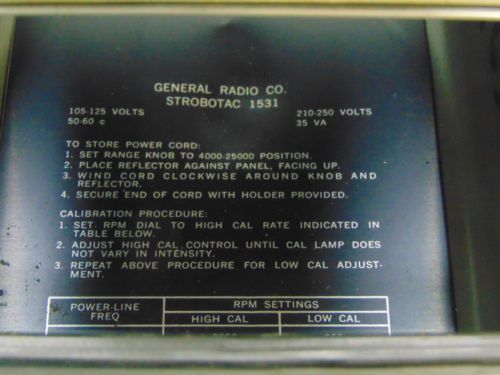 GENERAL RADIO CO.
STROBOTAC 1531
105-125 VOLTS 210-250 VOLTS
50-60 c 35 VA
TO STORE POWER CORD:
1. SET RANGE KNOB TO 4000-25000 POSITION.
2. PLACE REFLECTOR AGAINST PANEL, FACING UP.
3. WIND CORD CLOCKWISE AROUND KNOB AND
REFLECTOR.
4. SECURE END OF CORD WITH HOLDER PROVIDED.
CALIBRATION PROCEDURE:
1. SET RPM DIAL TO HIGH CAL RATE INDICATED IN
TABLE BELOW.
2. ADJUST HIGH CAL CONTROL UNTIL CAL LAMP DOES
NOT VARY IN INTENSITY.
3. REPEAT ABOVE PROCEDURE FOR LOW CAL ADJUST-
MENT.
POWER-LINE RPM SETTINGS
FREQ HIGH CAL LOW CAL